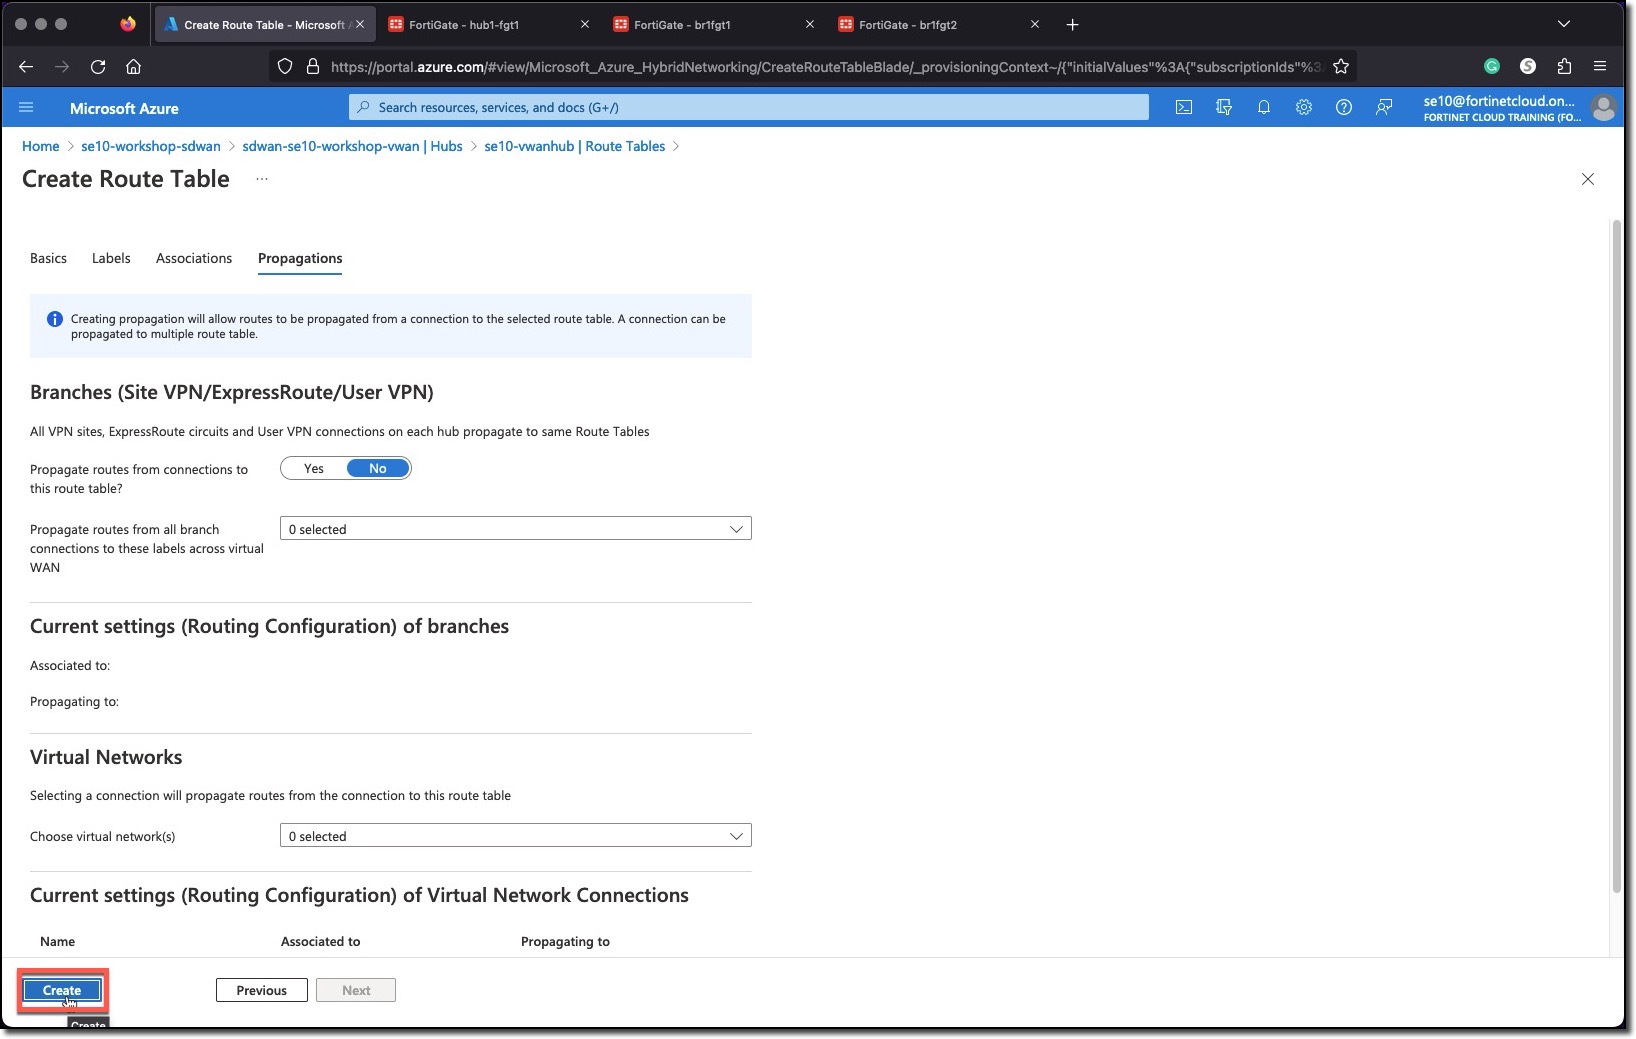 Create Route Table - Microsoft A
FortiGate - hub1-fgt1
FortiGate - br1fgt1
FortiGate - br1fgt2
https://portal.azure.com/#view/Microsoft_Azure_HybridNetworking/CreateRouteTableBlade/_provisioningContext~/{"initialValues"%3A{"subscriptionIds"%3
Microsoft Azure
Search resources, services, and docs (G+/)
se10@fortinetcloud.on...
FORTINET CLOUD TRAINING (FO...
Home > se10-workshop-sdwan > sdwan-se10-workshop-vwan | Hubs > se10-vwanhub | Route Tables >
Create Route Table ...
Basics Labels Associations Propagations
Creating propagation will allow routes to be propagated from a connection to the selected route table. A connection can be
propagated to multiple route table.
Branches (Site VPN/ExpressRoute/User VPN)
All VPN sites, ExpressRoute circuits and User VPN connections on each hub propagate to same Route Tables
Propagate routes from connections to
this route table?
Yes No
Propagate routes from all branch
connections to these labels across virtual
WAN
0 selected
Current settings (Routing Configuration) of branches
Associated to:
Propagating to:
Virtual Networks
Selecting a connection will propagate routes from the connection to this route table
Choose virtual network(s)
0 selected
Current settings (Routing Configuration) of Virtual Network Connections
Name Associated to Propagating to
Create Previous Next
Create